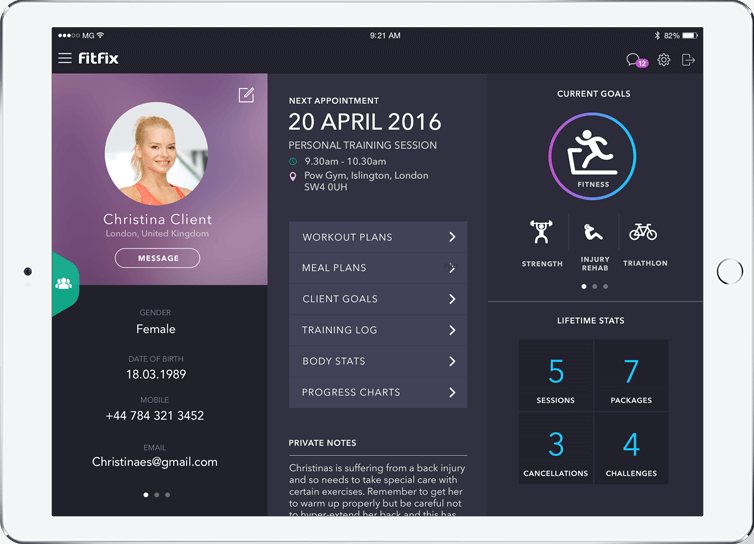 MG
9:21 AM
82%
fitfix
12
Christina Client
London, United Kingdom
MESSAGE
GENDER
Female
DATE OF BIRTH
18.03.1989
MOBILE
+44 784 321 3452
EMAIL
Christinaes@gmail.com
NEXT APPOINTMENT
20 APRIL 2016
PERSONAL TRAINING SESSION
9.30am - 10.30am
Pow Gym, Islington, London
SW4 0UH
WORKOUT PLANS
MEAL PLANS
CLIENT GOALS
TRAINING LOG
BODY STATS
PROGRESS CHARTS
PRIVATE NOTES
Christinas is suffering from a back injury
and so needs to take special care with
certain exercises. Remember to get her
to warm up properly but be careful not
to hyper-extend her back and this has
CURRENT GOALS
FITNESS
STRENGTH
INJURY
REHAB
TRIATHLON
LIFETIME STATS
5
SESSIONS
7
PACKAGES
3
CANCELLATIONS
4
CHALLENGES